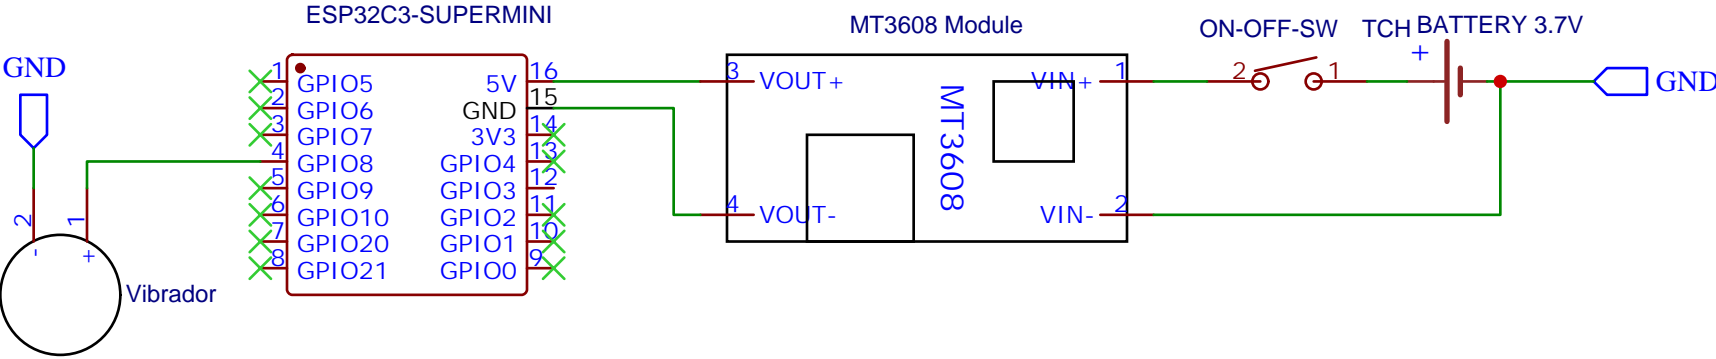 ESP32C3-SUPERMINI
MT3608 Module
ON-OFF-SW
TCH BATTERY 3.7V
GND
1 GPIO5
2 GPIO6
3 GPIO7
4 GPIO8
5 GPIO9
6 GPIO10
7 GPIO20
8 GPIO21
5V 16
GND 15
3V3 14
GPIO4 13
GPIO3 12
GPIO2 11
GPIO1 10
GPIO0 9
3 VOUT+
4 VOUT-
MT3608
VIN+ 1
VIN- 2
2 1
+
GND
2 1
- +
Vibrador